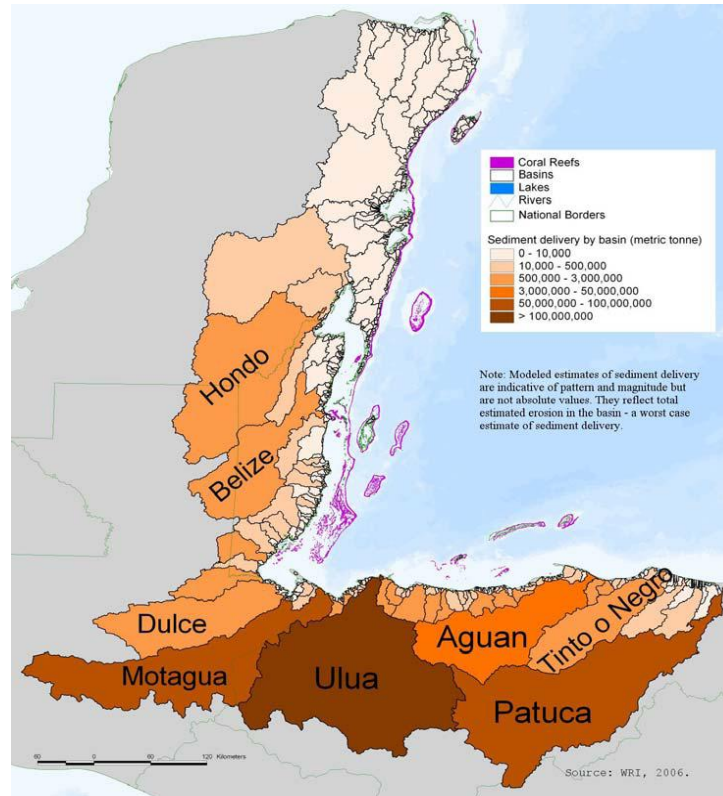 Coral Reefs
Basins
Lakes
Rivers
National Borders
Sediment delivery by basin (metric tonne)
0 - 10,000
10,000 - 500,000
500,000 - 3,000,000
3,000,000 - 50,000,000
50,000,000 - 100,000,000
> 100,000,000
Note: Modeled estimates of sediment delivery
are indicative of pattern and magnitude but
are not absolute values. They reflect total
estimated erosion in the basin - a worst case
estimate of sediment delivery.
Hondo
Belize
Dulce
Motagua
Ulua
Aguan
Tinto o Negro
Patuca
60 0 60 120 Kilometers
Source: WRI, 2006.